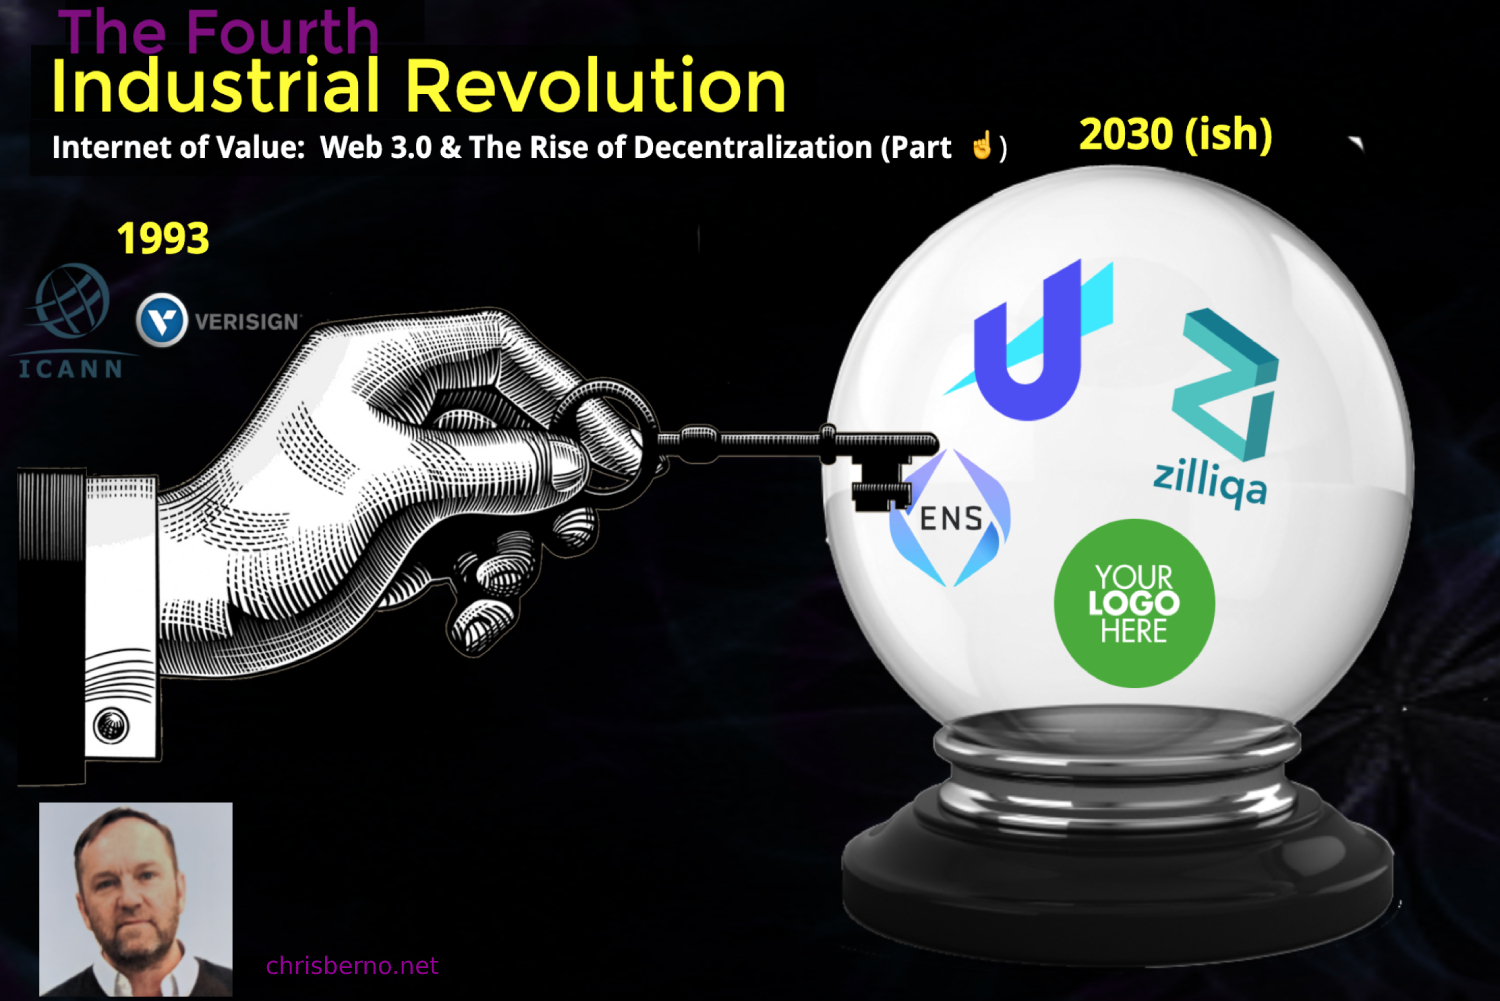 The Fourth
Industrial Revolution
Internet of Value: Web 3.0 & The Rise of Decentralization (Part ☝)
2030 (ish)
1993
ICANN
VERISIGN
zilliqa
ENS
YOUR
LOGO
HERE
chrisberno.net